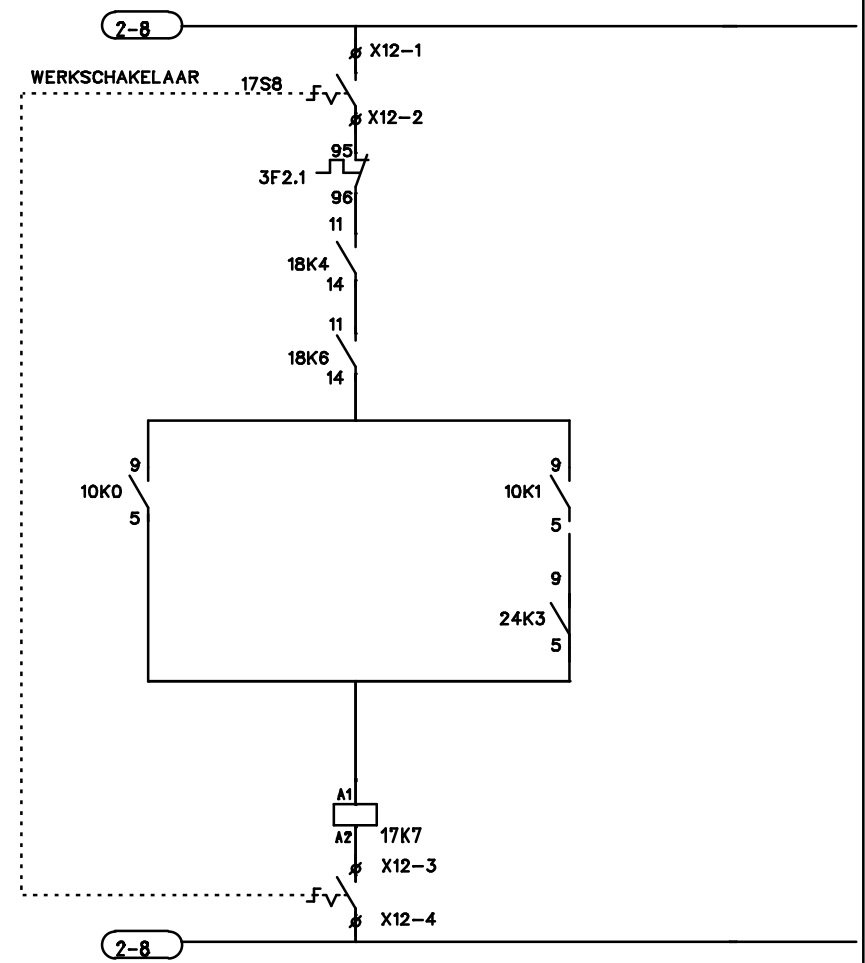 2-8
X12-1
WERKSCHAKELAAR
17S8
X12-2
95
3F2.1
96
11
18K4
14
11
18K6
14
9
10K0
5
9
10K1
5
9
24K3
5
A1
A2
17K7
X12-3
X12-4
2-8